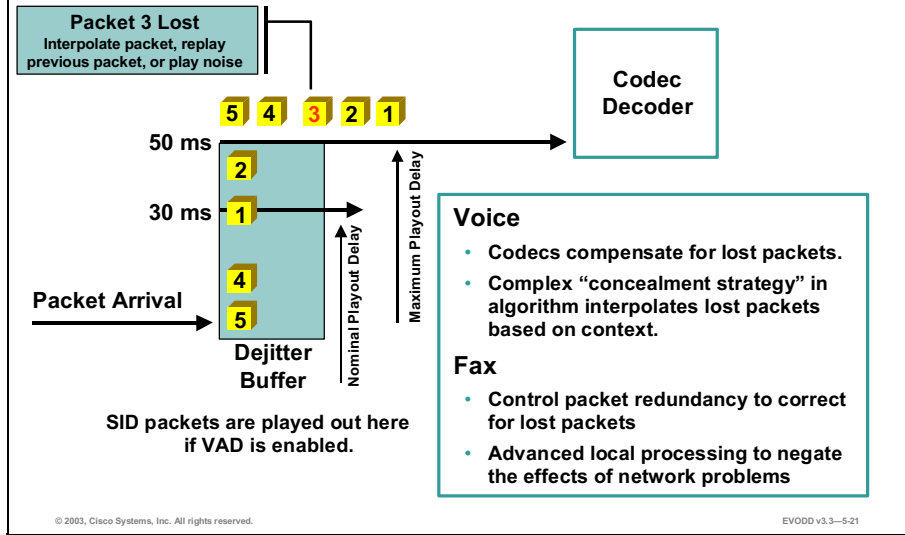 Packet 3 Lost
Interpolate packet, replay
previous packet, or play noise
5 4 3 2 1
Codec
Decoder
50 ms
2
30 ms
1
4
5
Packet Arrival
Dejitter
Buffer
Nominal Playout Delay
Maximum Playout Delay
SID packets are played out here
if VAD is enabled.
Voice
• Codecs compensate for lost packets.
• Complex “concealment strategy” in
algorithm interpolates lost packets
based on context.
Fax
• Control packet redundancy to correct
for lost packets
• Advanced local processing to negate
the effects of network problems
© 2003, Cisco Systems, Inc. All rights reserved.
EVODD v3.3—5-21